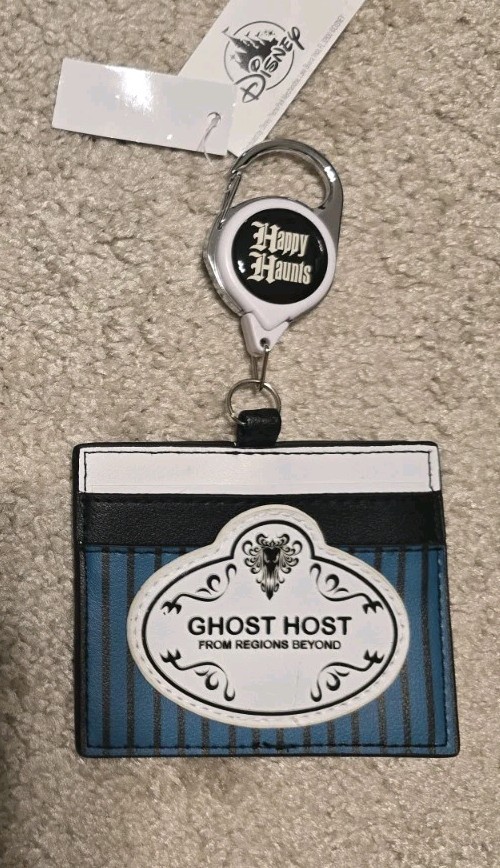 Disney
Happy
Haunts
GHOST HOST
FROM REGIONS BEYOND